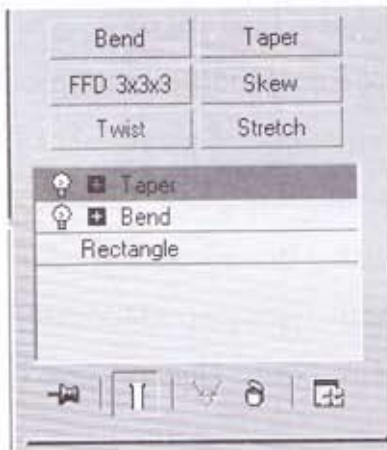 Bend Taper
FFD 3x3x3 Skew
Twist Stretch
Taper
Bend
Rectangle